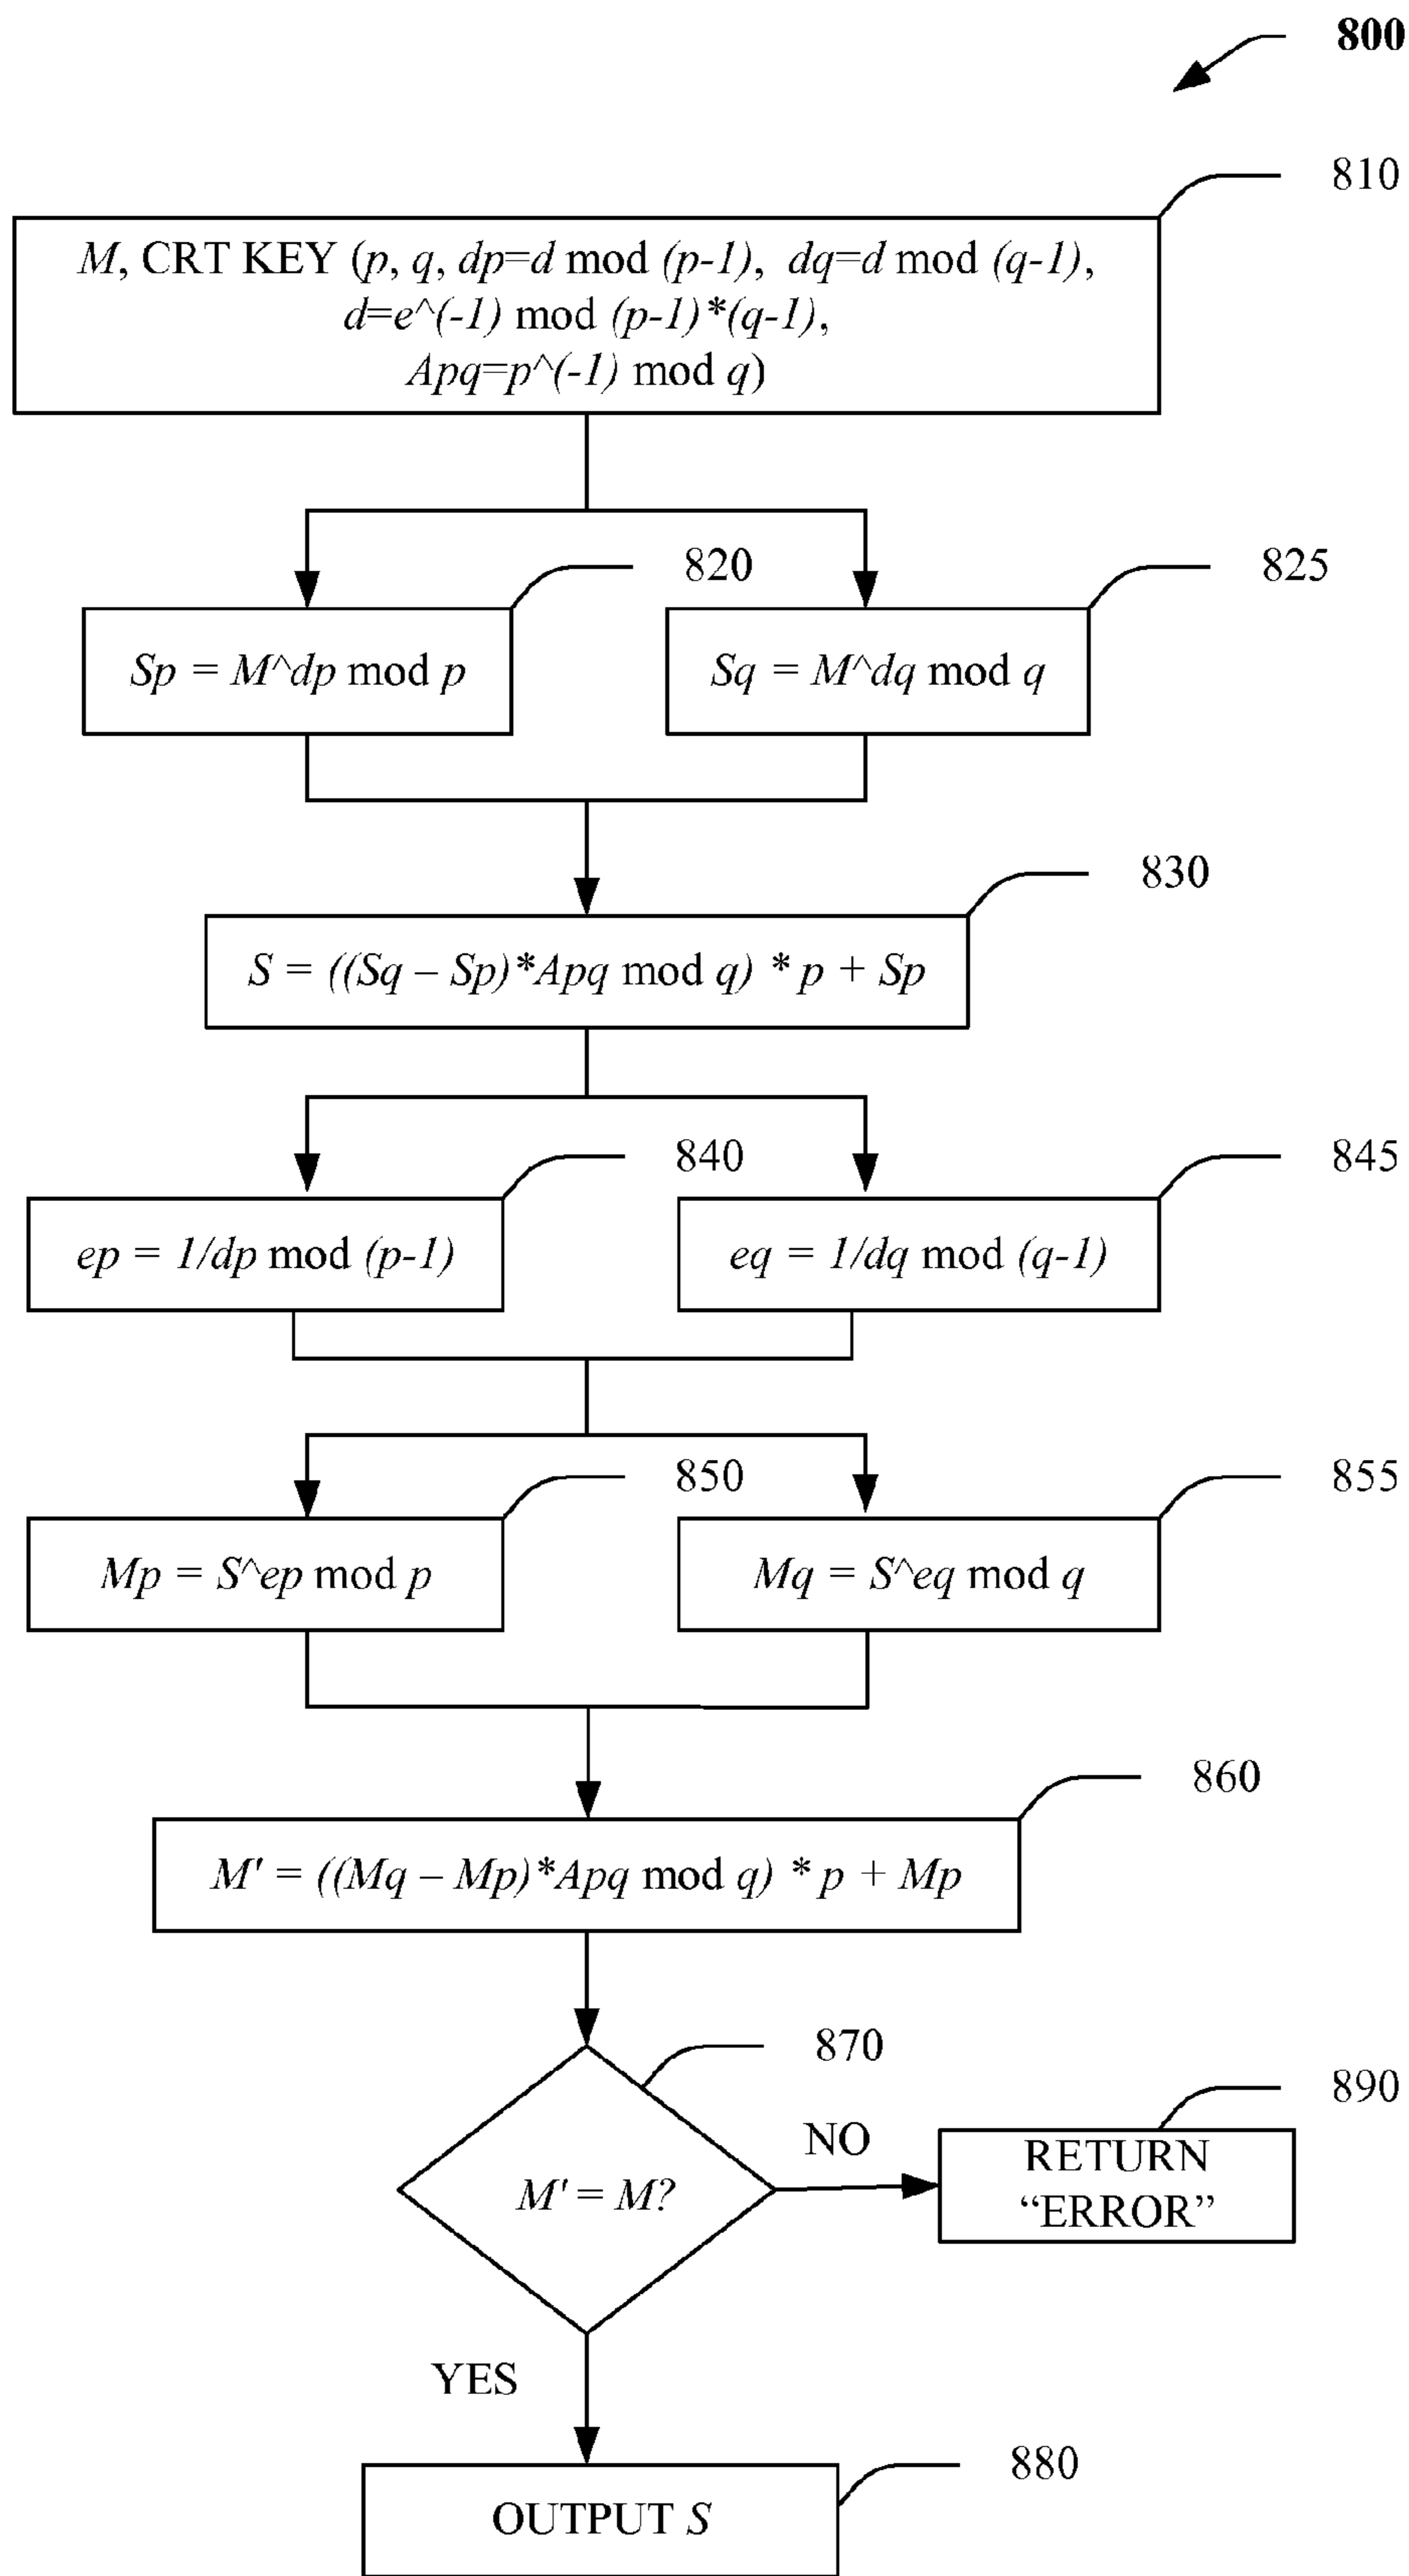 800
810
M, CRT KEY (p, q, dp=d mod (p-1), dq=d mod (q-1),
d=e^(-1) mod (p-1)*(q-1),
Apq=p^(-1) mod q)
820
825
Sp = M^dp mod p
Sq = M^dq mod q
830
S = ((Sq – Sp)*Apq mod q) * p + Sp
840
845
ep = 1/dp mod (p-1)
eq = 1/dq mod (q-1)
850
855
Mp = S^ep mod p
Mq = S^eq mod q
860
M' = ((Mq – Mp)*Apq mod q) * p + Mp
870
890
NO
RETURN
“ERROR”
M' = M?
YES
880
OUTPUT S